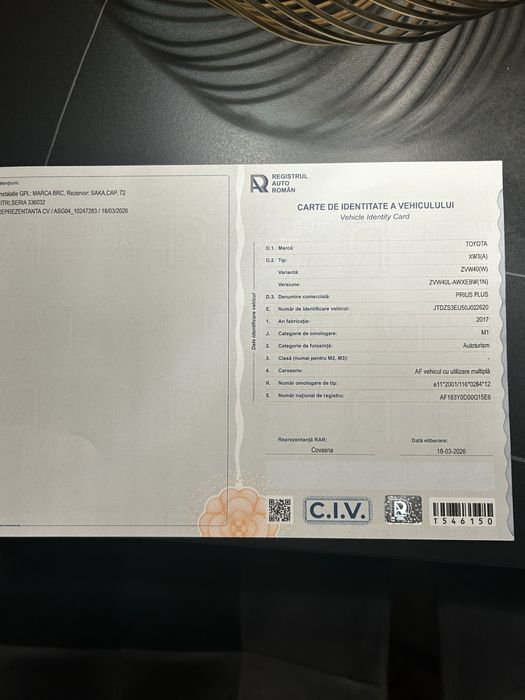 Mențiuni:
nstalatie GPL: MARCA BRC, Rezervor: SAKA,CAP. 72
ITRI,SERIA 336032
REPREZENTANTA CV / ASG04_10247283 / 18/03/2026
REGISTRUL
AUTO
ROMÂN
CARTE DE IDENTITATE A VEHICULULUI
Vehicle Identity Card
Date identificare vehicul
D.1. Marcă: TOYOTA
D.2. Tip: XW3(A)
Variantă: ZVW40(W)
Versiune: ZVW40L-AWXEBW(1N)
D.3. Denumire comercială: PRIUS PLUS
E. Număr de identificare vehicul: JTDZS3EU50J022620
1. An fabricație: 2017
J. Categorie de omologare: M1
2. Categorie de folosință: Autoturism
3. Clasă (numai pentru M2, M3): -
4. Caroserie: AF vehicul cu utilizare multiplă
K. Număr omologare de tip: e11*2001/116*0264*12
5. Număr național de registru: AF183Y0D00G15E6
Reprezentanță RAR: Data eliberare:
Covasna 18-03-2026
C.I.V.
T546150